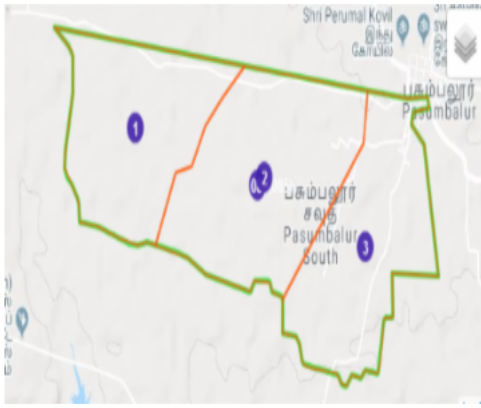 Shri Perumal Kovil
இந்து
கோயில்
பசும்பலூர்
Pasumbalur
1
2
பசும்பலூர்
சவுத்
Pasumbalur
South
3